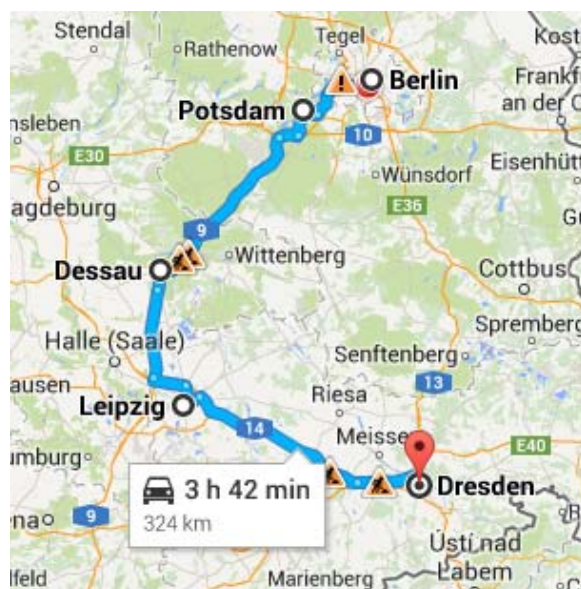 Stendal
Rathenow
Tegel
Berlin
Kost
Potsdam
Frankf
an der O
nsleben
10
E30
Wünsdorf
Eisenhütt
agdeburg
E36
Gu
9
Wittenberg
Dessau
Cottbus
Halle (Saale)
Spremberg
Senftenberg
ausen
Riesa
13
Leipzig
14
Meissen
E40
umburg
3 h 42 min
324 km
Dresden
na
9
Ústí nad
Labem
lfeld
Marienberg